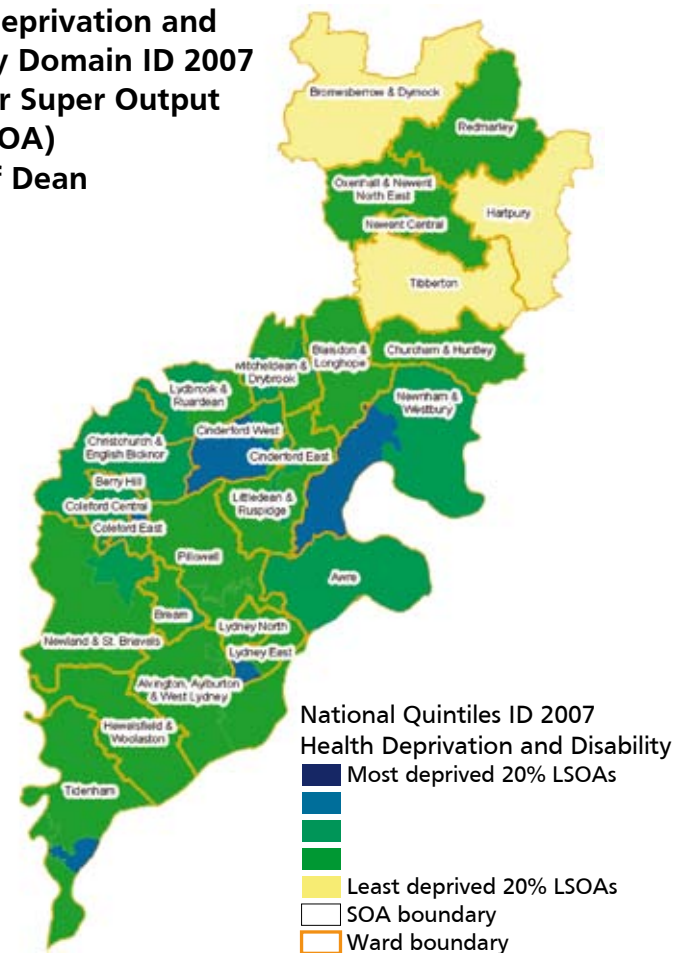 eprivation and
y Domain ID 2007
r Super Output
OA)
f Dean
Bromesberrow & Dymock
Redmarley
Oxenhall & Newent
North East
Hartpury
Newent Central
Tibberton
Blaisdon &
Longhope
Churcham & Huntley
Mitcheldean &
Drybrook
Lydbrook &
Ruardean
Newnham &
Westbury
Cinderford West
Christchurch &
English Bicknor
Cinderford East
Berry Hill
Littledean &
Ruspidge
Coleford Central
Coleford East
Pillowell
Awre
Bream
Lydney North
Newland & St. Briavels
Lydney East
Alvington, Aylburton
& West Lydney
Hewelsfield &
Woolaston
Tidenham
National Quintiles ID 2007
Health Deprivation and Disability
Most deprived 20% LSOAs
Least deprived 20% LSOAs
SOA boundary
Ward boundary